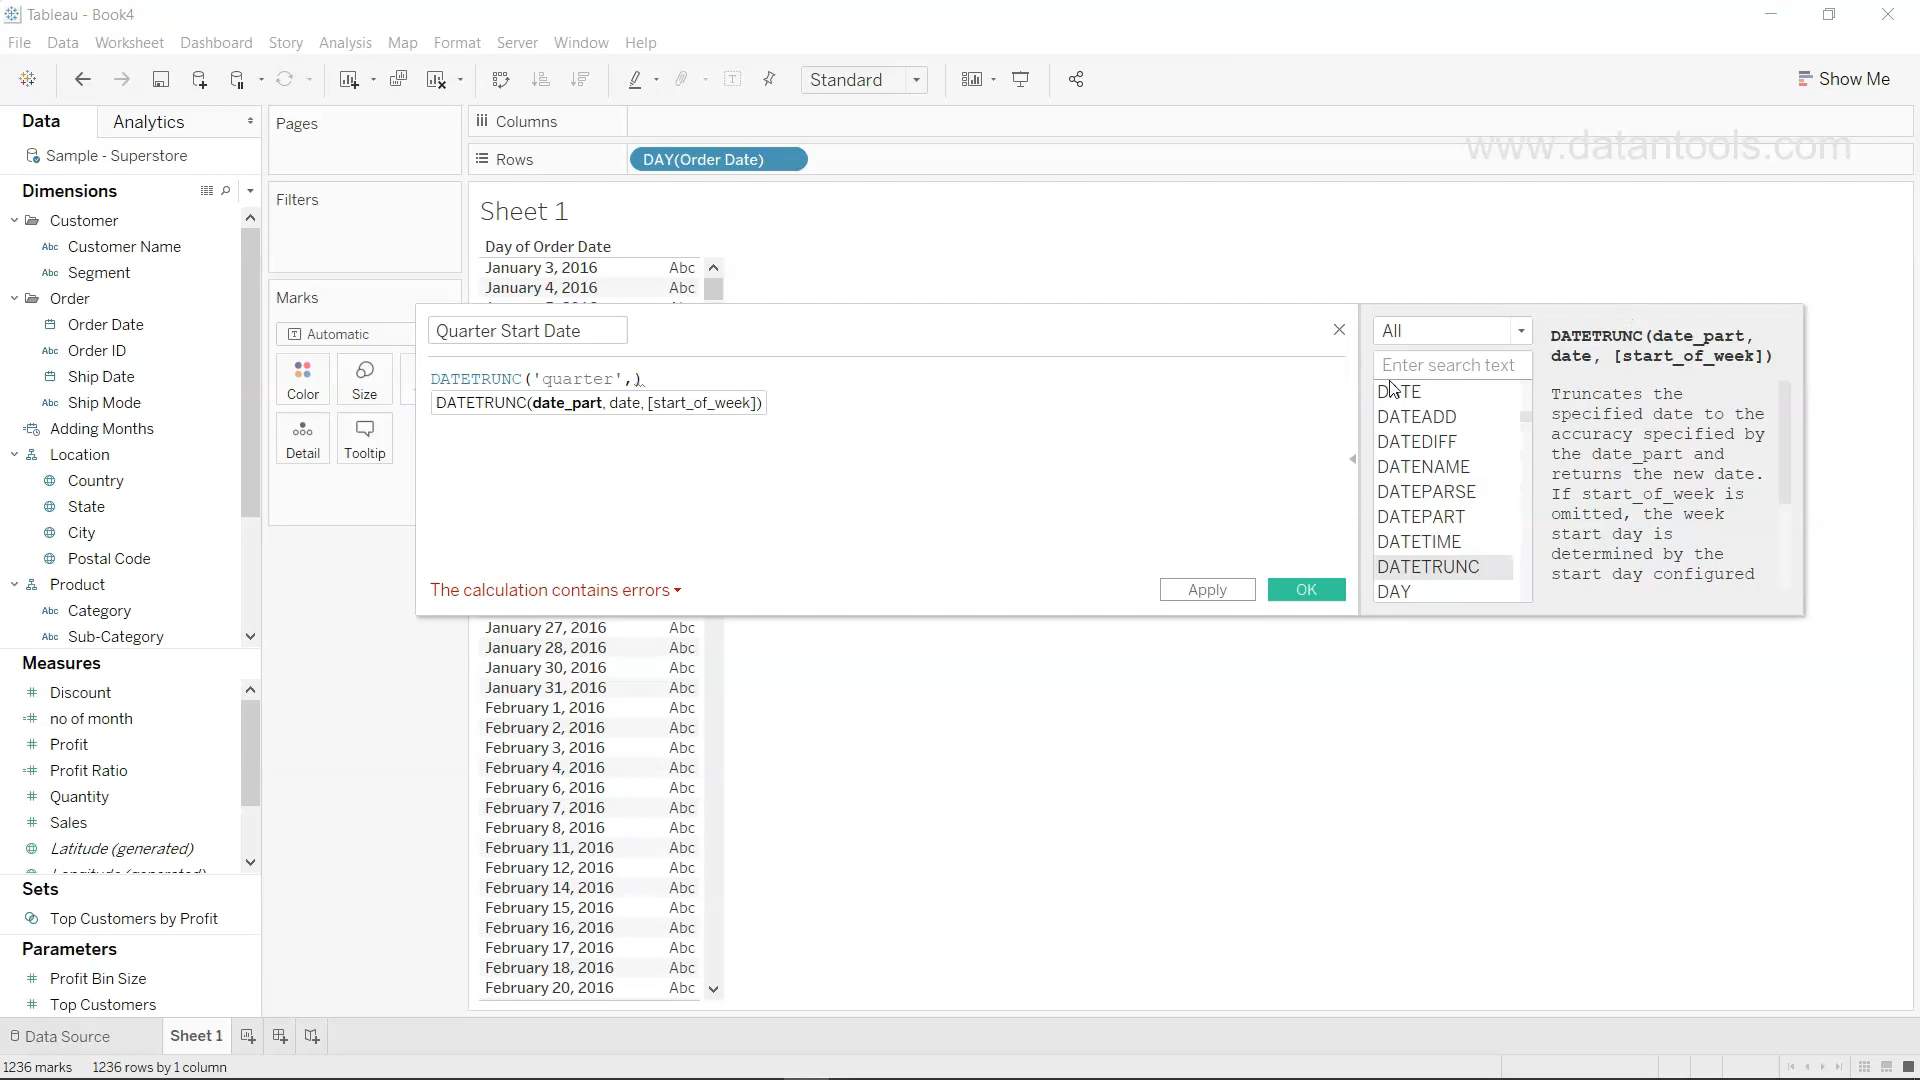 Tableau - Book4
File Data Worksheet Dashboard Story Analysis Map Format Server Window Help
Standard
Show Me
Data
Analytics
Sample - Superstore
Dimensions
Customer
Abc Customer Name
Abc Segment
Order
Order Date
Abc Order ID
Ship Date
Abc Ship Mode
Adding Months
Location
Country
State
City
Postal Code
Product
Abc Category
Abc Sub-Category
Measures
# Discount
=# no of month
# Profit
=# Profit Ratio
# Quantity
# Sales
Latitude (generated)
Longitude (generated)
Sets
Top Customers by Profit
Parameters
# Profit Bin Size
# Top Customers
Pages
Filters
Marks
Automatic
Color
Size
Detail
Tooltip
Columns
Rows
DAY(Order Date)
www.datantools.com
Sheet 1
Day of Order Date
January 3, 2016 Abc
January 4, 2016 Abc
Quarter Start Date
DATETRUNC('quarter',)
DATETRUNC(date_part, date, [start_of_week])
The calculation contains errors
Apply
OK
All
Enter search text
DATE
DATEADD
DATEDIFF
DATENAME
DATEPARSE
DATEPART
DATETIME
DATETRUNC
DAY
DATETRUNC(date_part,
date, [start_of_week])
Truncates the
specified date to the
accuracy specified by
the date_part and
returns the new date.
If start_of_week is
omitted, the week
start day is
determined by the
start day configured
January 27, 2016 Abc
January 28, 2016 Abc
January 30, 2016 Abc
January 31, 2016 Abc
February 1, 2016 Abc
February 2, 2016 Abc
February 3, 2016 Abc
February 4, 2016 Abc
February 6, 2016 Abc
February 7, 2016 Abc
February 8, 2016 Abc
February 11, 2016 Abc
February 12, 2016 Abc
February 14, 2016 Abc
February 15, 2016 Abc
February 16, 2016 Abc
February 17, 2016 Abc
February 18, 2016 Abc
February 20, 2016 Abc
Data Source
Sheet 1
1236 marks
1236 rows by 1 column